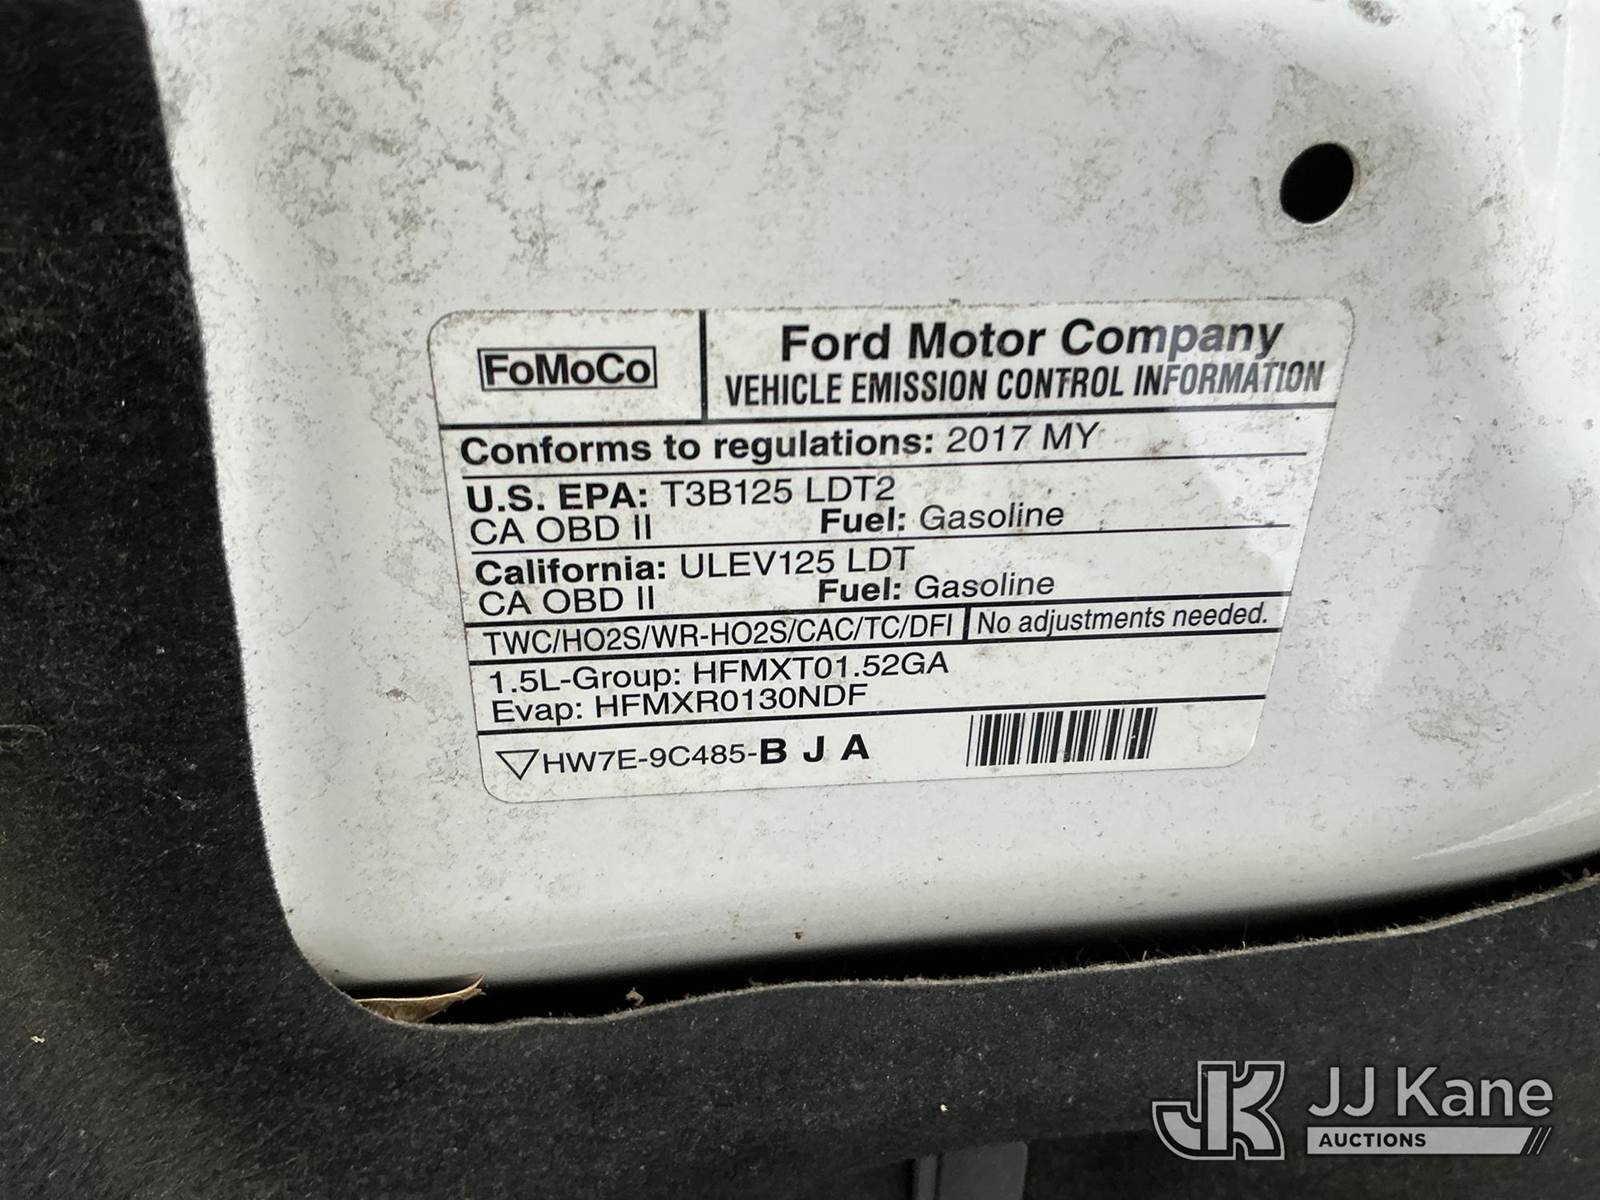 FoMoCo
Ford Motor Company
VEHICLE EMISSION CONTROL INFORMATION
Conforms to regulations: 2017 MY
U.S. EPA: T3B125 LDT2
CA OBD II Fuel: Gasoline
California: ULEV125 LDT
CA OBD II Fuel: Gasoline
TWC/HO2S/WR-HO2S/CAC/TC/DFI No adjustments needed.
1.5L-Group: HFMXT01.52GA
Evap: HFMXR0130NDF
HW7E-9C485-B J A
JK JJ Kane
AUCTIONS